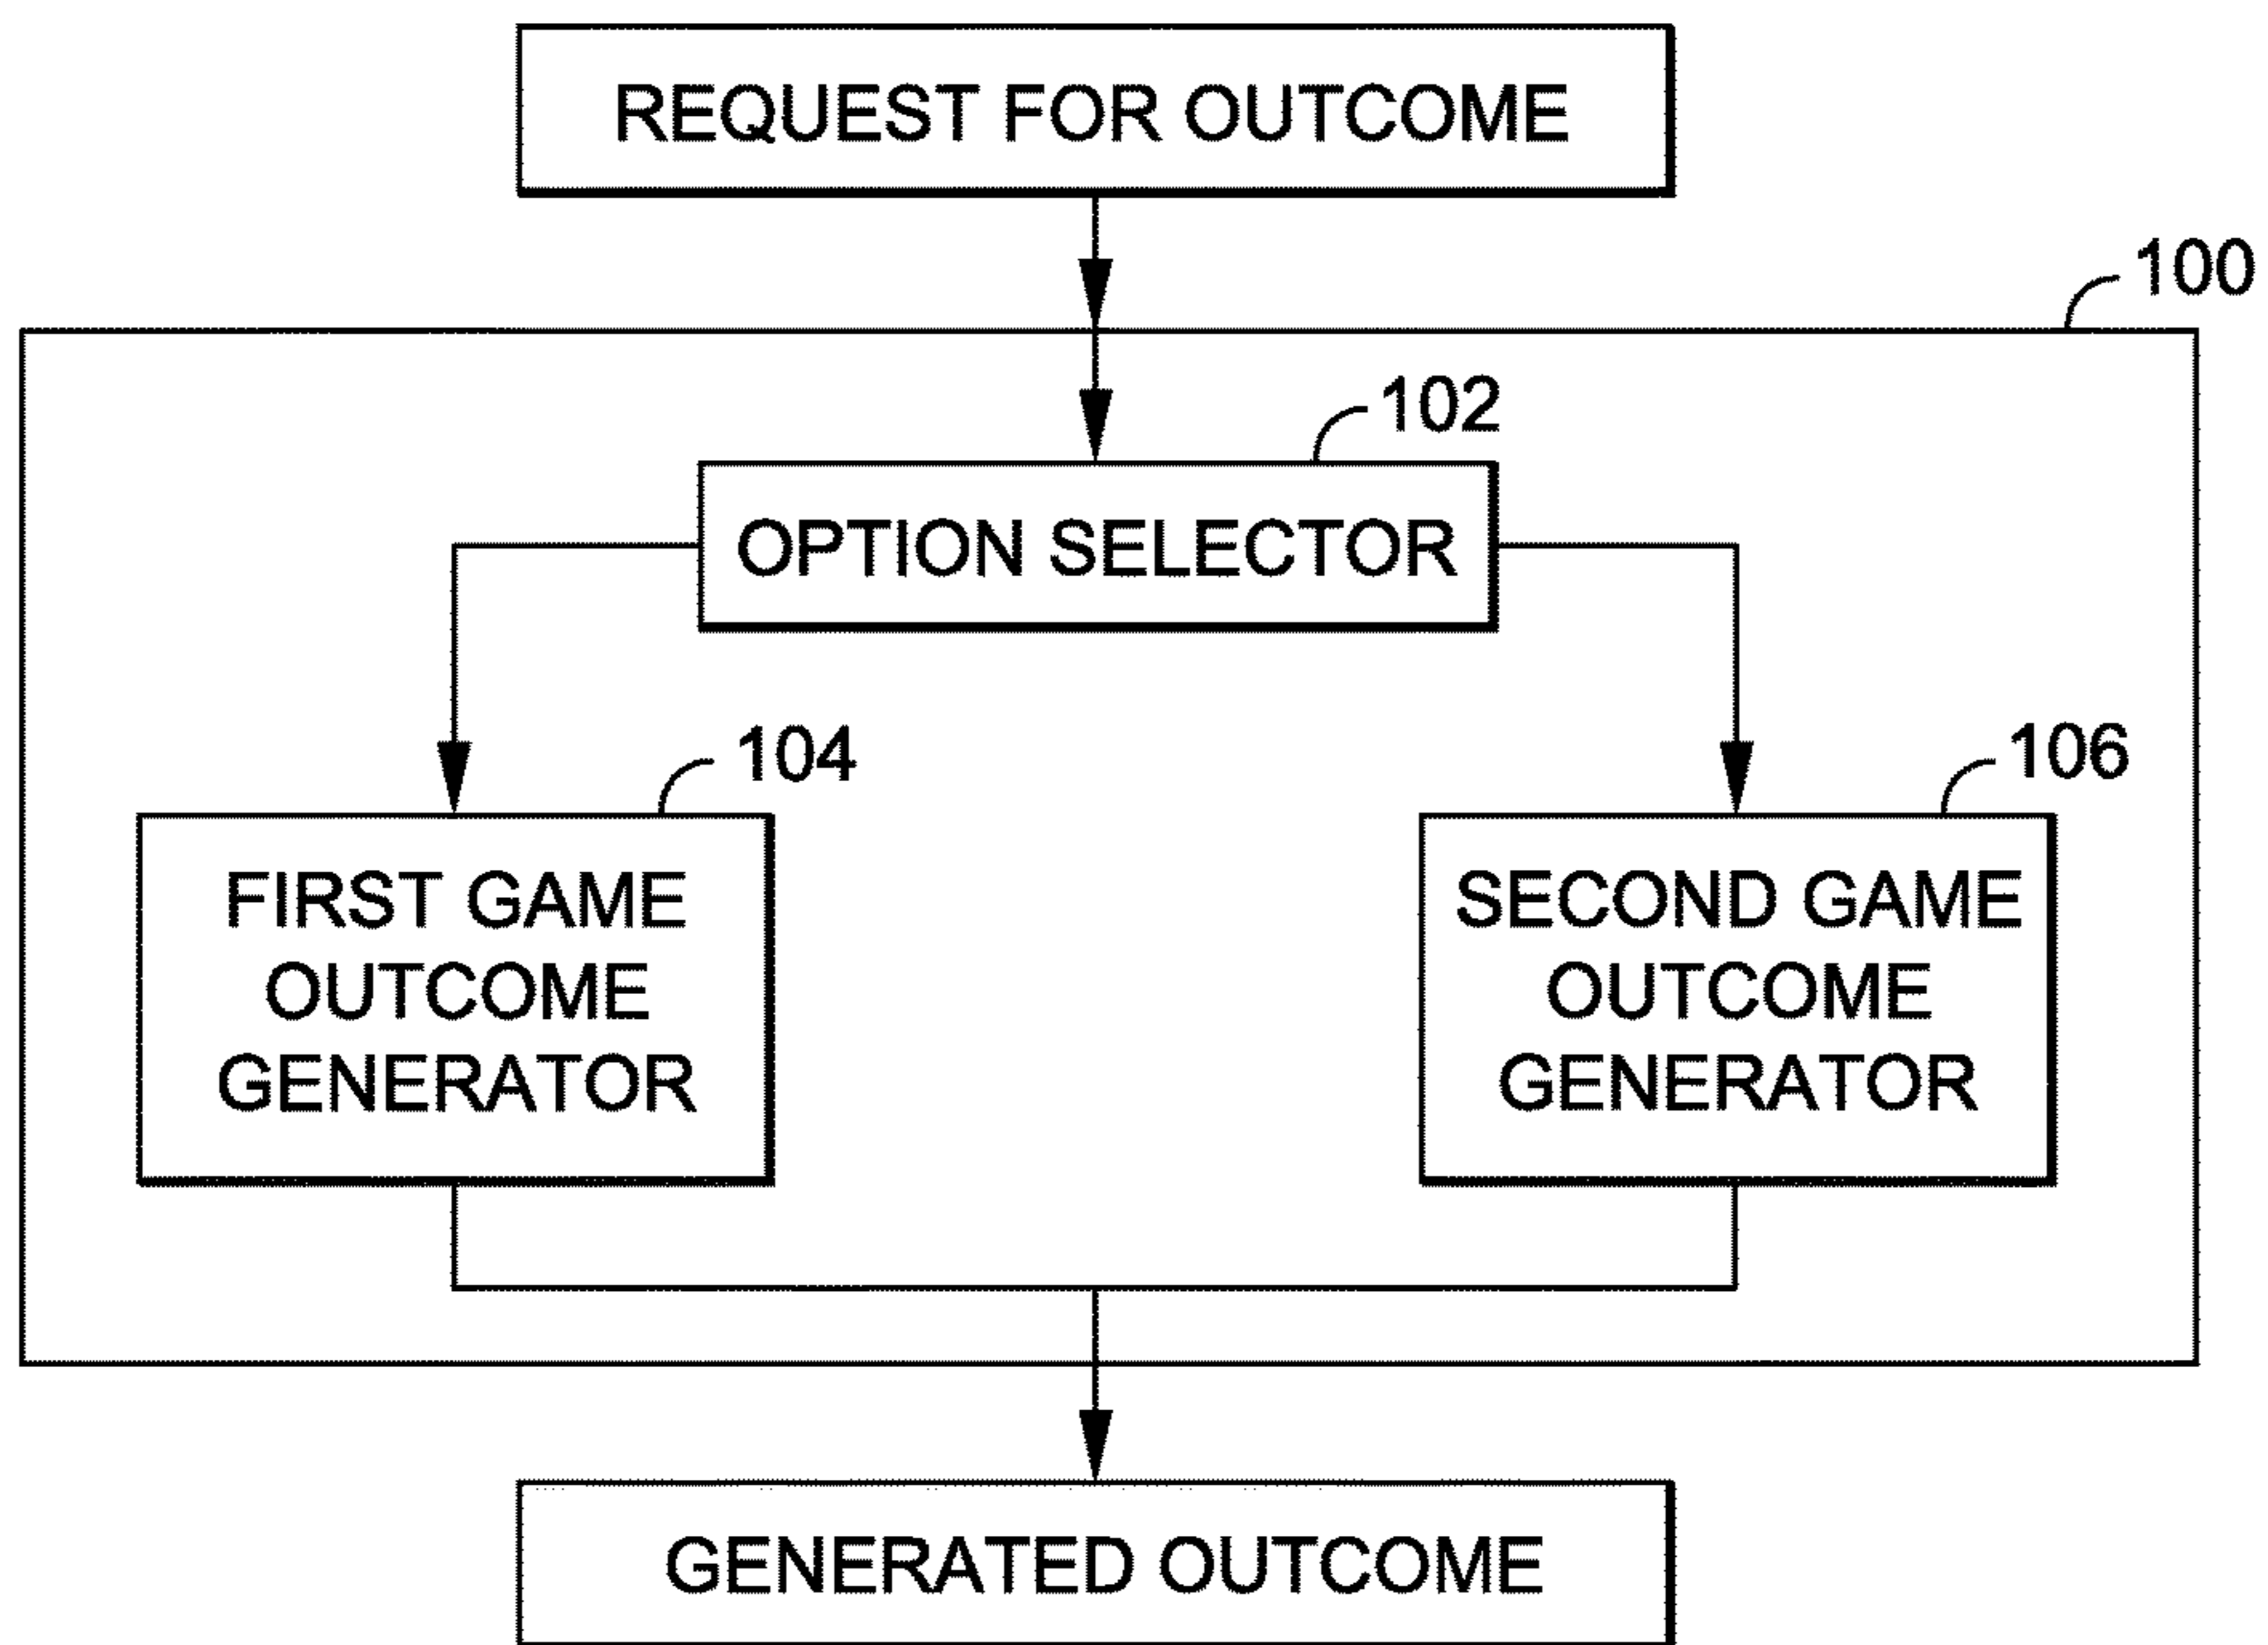 REQUEST FOR OUTCOME
100
102
OPTION SELECTOR
104
106
FIRST GAME
OUTCOME
GENERATOR
SECOND GAME
OUTCOME
GENERATOR
GENERATED OUTCOME